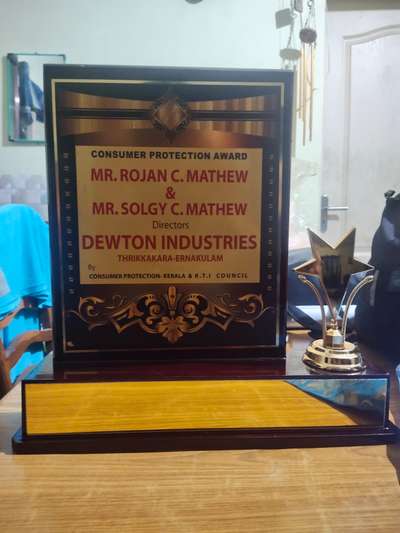 CONSUMER PROTECTION AWARD
MR. ROJAN C. MATHEW
&
MR. SOLGY C. MATHEW
Directors
DEWTON INDUSTRIES
THRIKKAKARA-ERNAKULAM
By
CONSUMER PROTECTION- KERALA & R.T.I COUNCIL